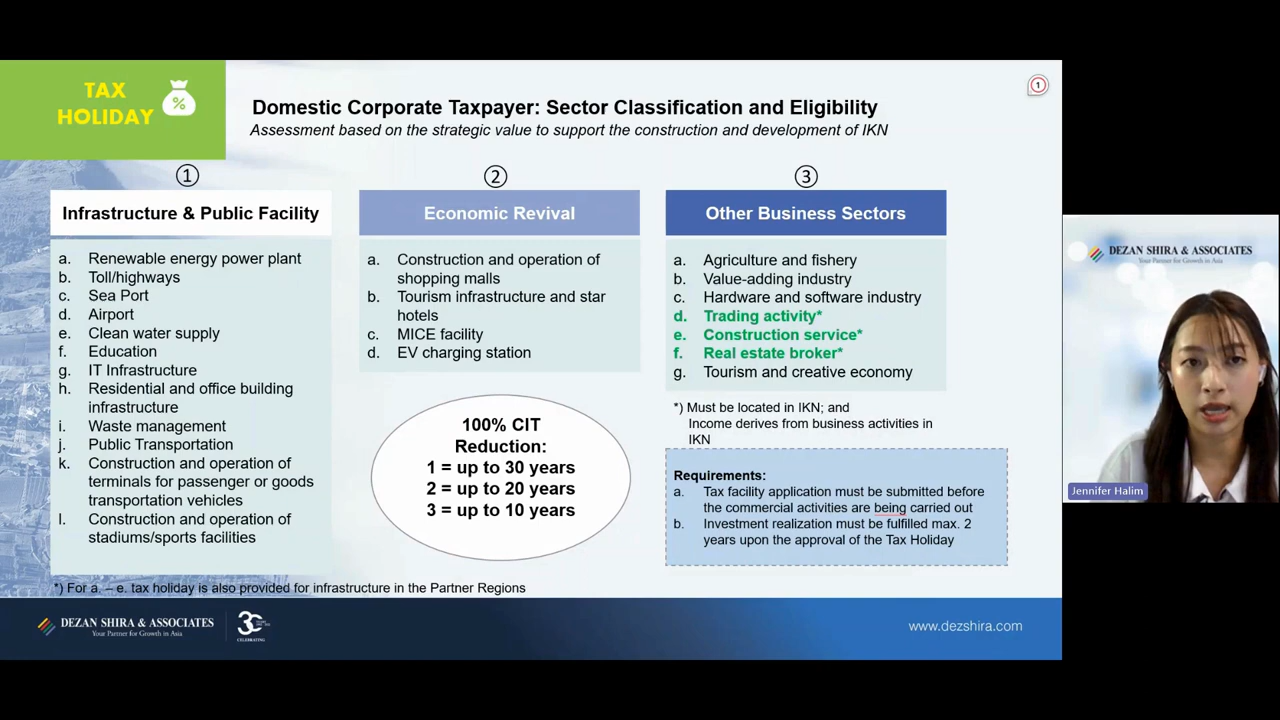 TAX
HOLIDAY
%
1
Domestic Corporate Taxpayer: Sector Classification and Eligibility
Assessment based on the strategic value to support the construction and development of IKN
①
Infrastructure & Public Facility
a. Renewable energy power plant
b. Toll/highways
c. Sea Port
d. Airport
e. Clean water supply
f. Education
g. IT Infrastructure
h. Residential and office building
infrastructure
i. Waste management
j. Public Transportation
k. Construction and operation of
terminals for passenger or goods
transportation vehicles
l. Construction and operation of
stadiums/sports facilities
②
Economic Revival
a. Construction and operation of
shopping malls
b. Tourism infrastructure and star
hotels
c. MICE facility
d. EV charging station
100% CIT
Reduction:
1 = up to 30 years
2 = up to 20 years
3 = up to 10 years
③
Other Business Sectors
a. Agriculture and fishery
b. Value-adding industry
c. Hardware and software industry
d. Trading activity*
e. Construction service*
f. Real estate broker*
g. Tourism and creative economy
*) Must be located in IKN; and
Income derives from business activities in
IKN
Requirements:
a. Tax facility application must be submitted before
the commercial activities are being carried out
b. Investment realization must be fulfilled max. 2
years upon the approval of the Tax Holiday
*) For a. – e. tax holiday is also provided for infrastructure in the Partner Regions
DEZAN SHIRA & ASSOCIATES
Your Partner for Growth in Asia
30
CELEBRATING
www.dezshira.com
DEZAN SHIRA & ASSOCIATES
Your Partner for Growth in Asia
Jennifer Halim